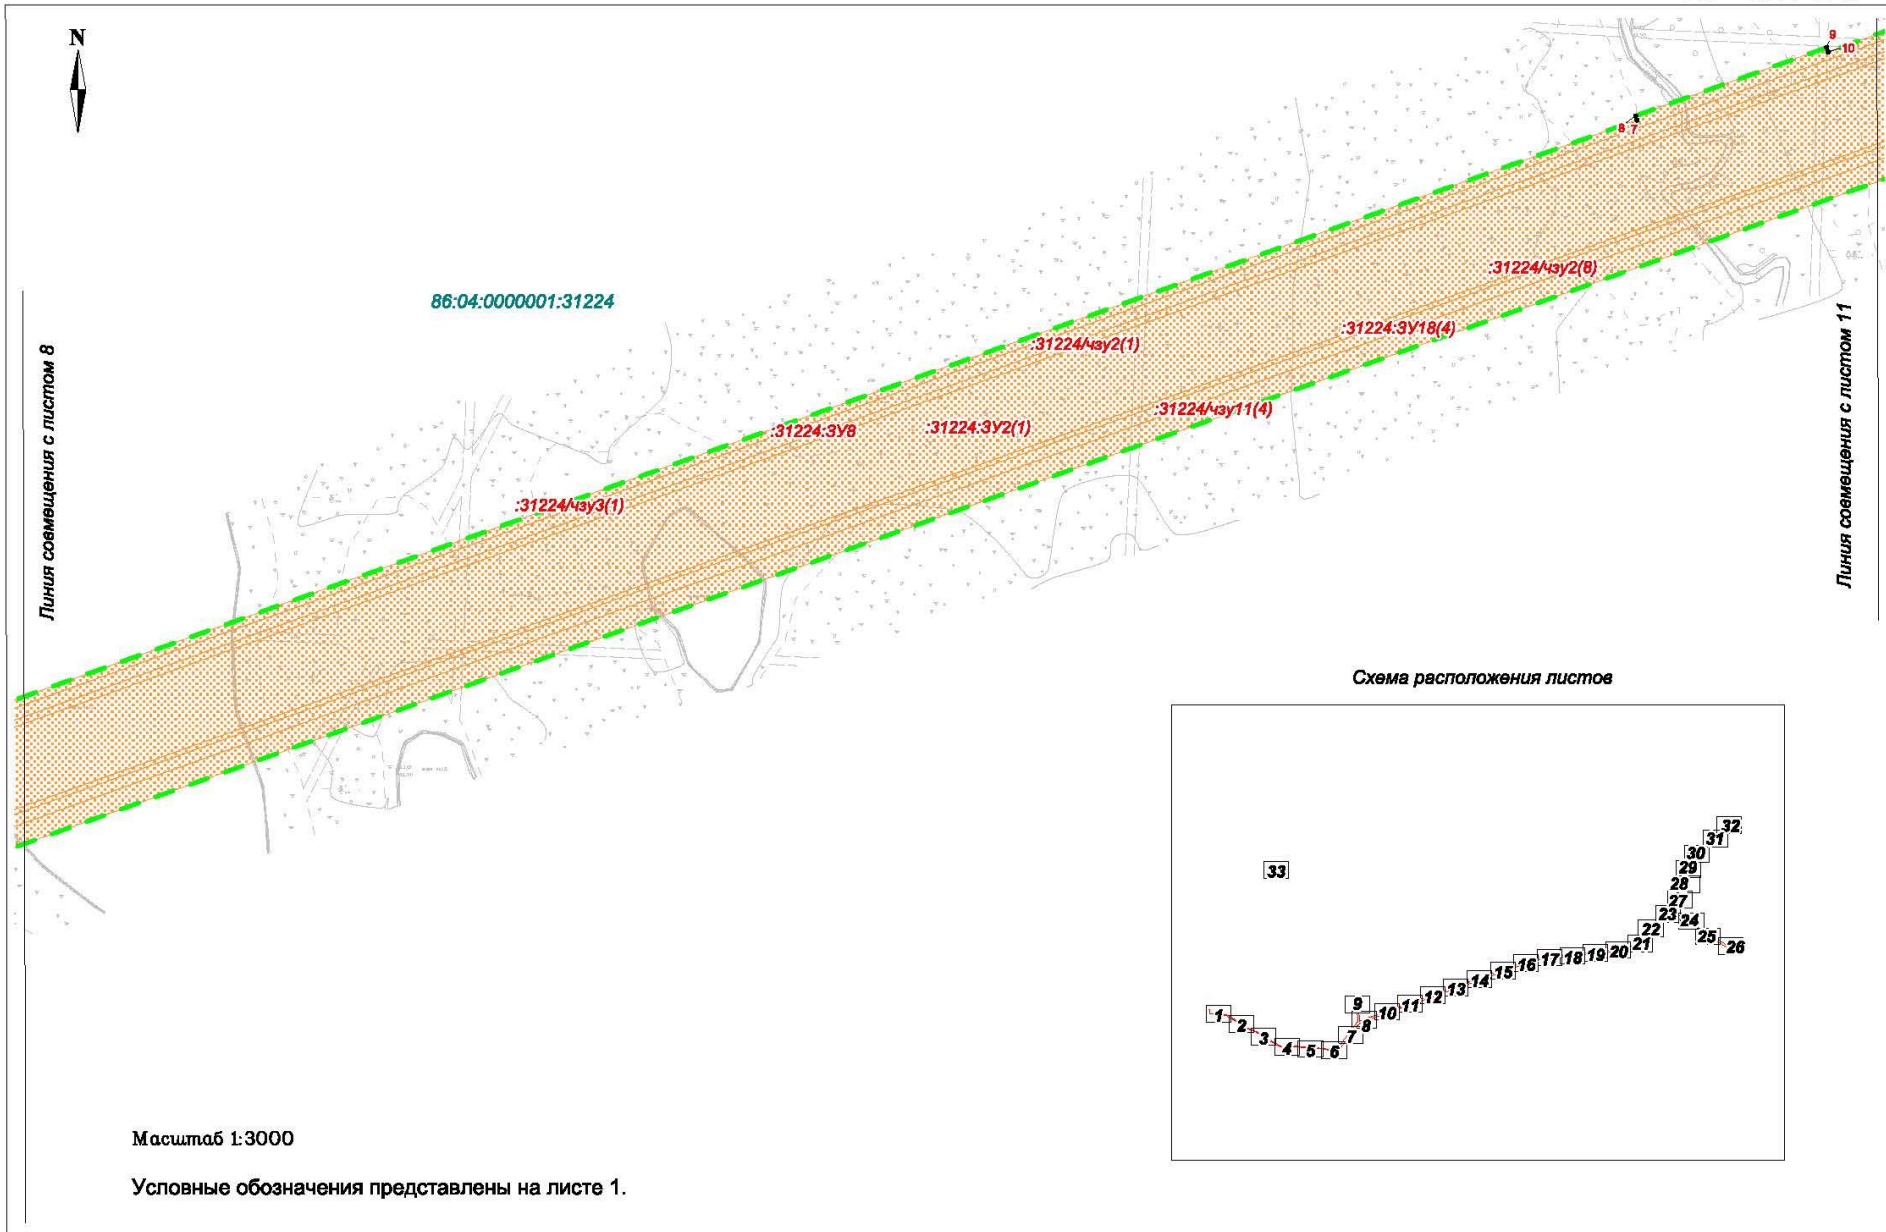 N
9
10
8 7
:31224/чзу2(8)
86:04:0000001:31224
:31224:ЗУ18(4)
:31224/чзу2(1)
:31224/чзу11(4)
:31224:ЗУ8
:31224:ЗУ2(1)
:31224/чзу3(1)
Линия совмещения с листом 8
Линия совмещения с листом 11
Схема расположения листов
32
31
30
33
29
28
27
23
24
22
25
21
26
20
19
18
17
16
15
14
13
12
11
10
9
8
7
1
2
3
4
5
6
Масштаб 1:3000
Условные обозначения представлены на листе 1.